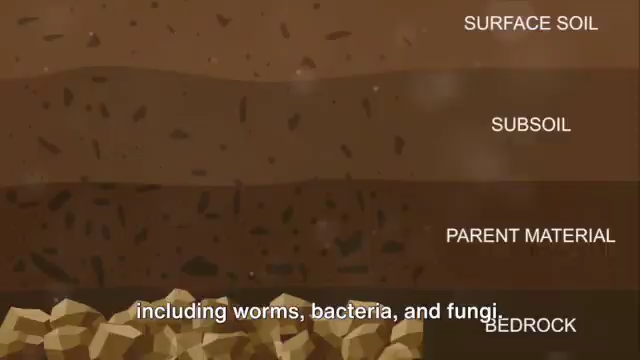 SURFACE SOIL
SUBSOIL
PARENT MATERIAL
including worms, bacteria, and fungi.
BEDROCK